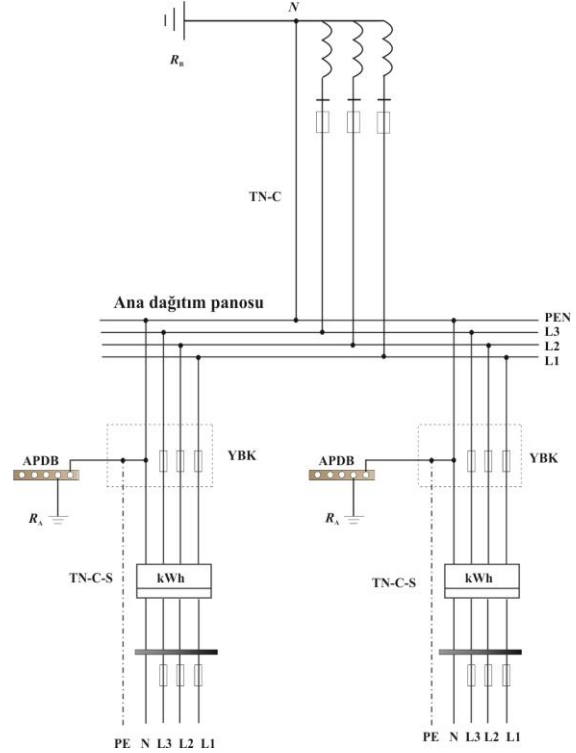 N
R_B
TN-C
Ana dağıtım panosu
PEN
L3
L2
L1
APDB
YBK
APDB
YBK
R_A
R_A
TN-C-S
kWh
TN-C-S
kWh
PE N L3 L2 L1
PE N L3 L2 L1